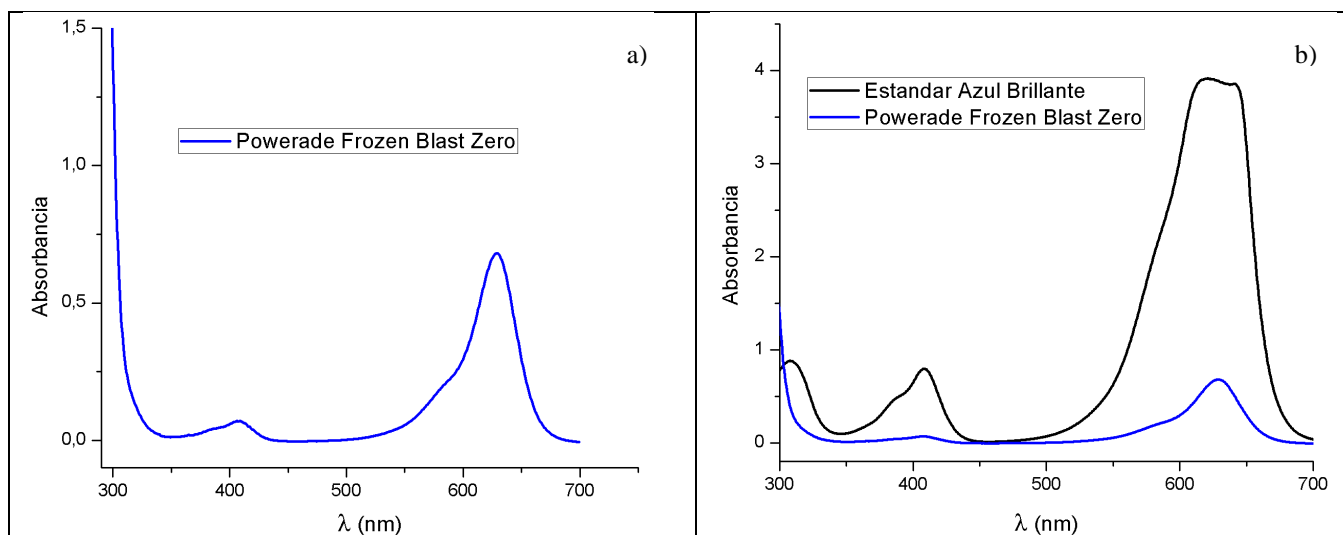 a)
Powerade Frozen Blast Zero
Absorbancia
1,5
1,0
0,5
0,0
300
400
500
600
700
λ (nm)
b)
Estandar Azul Brillante
Powerade Frozen Blast Zero
Absorbancia
4
3
2
1
0
300
400
500
600
700
λ (nm)